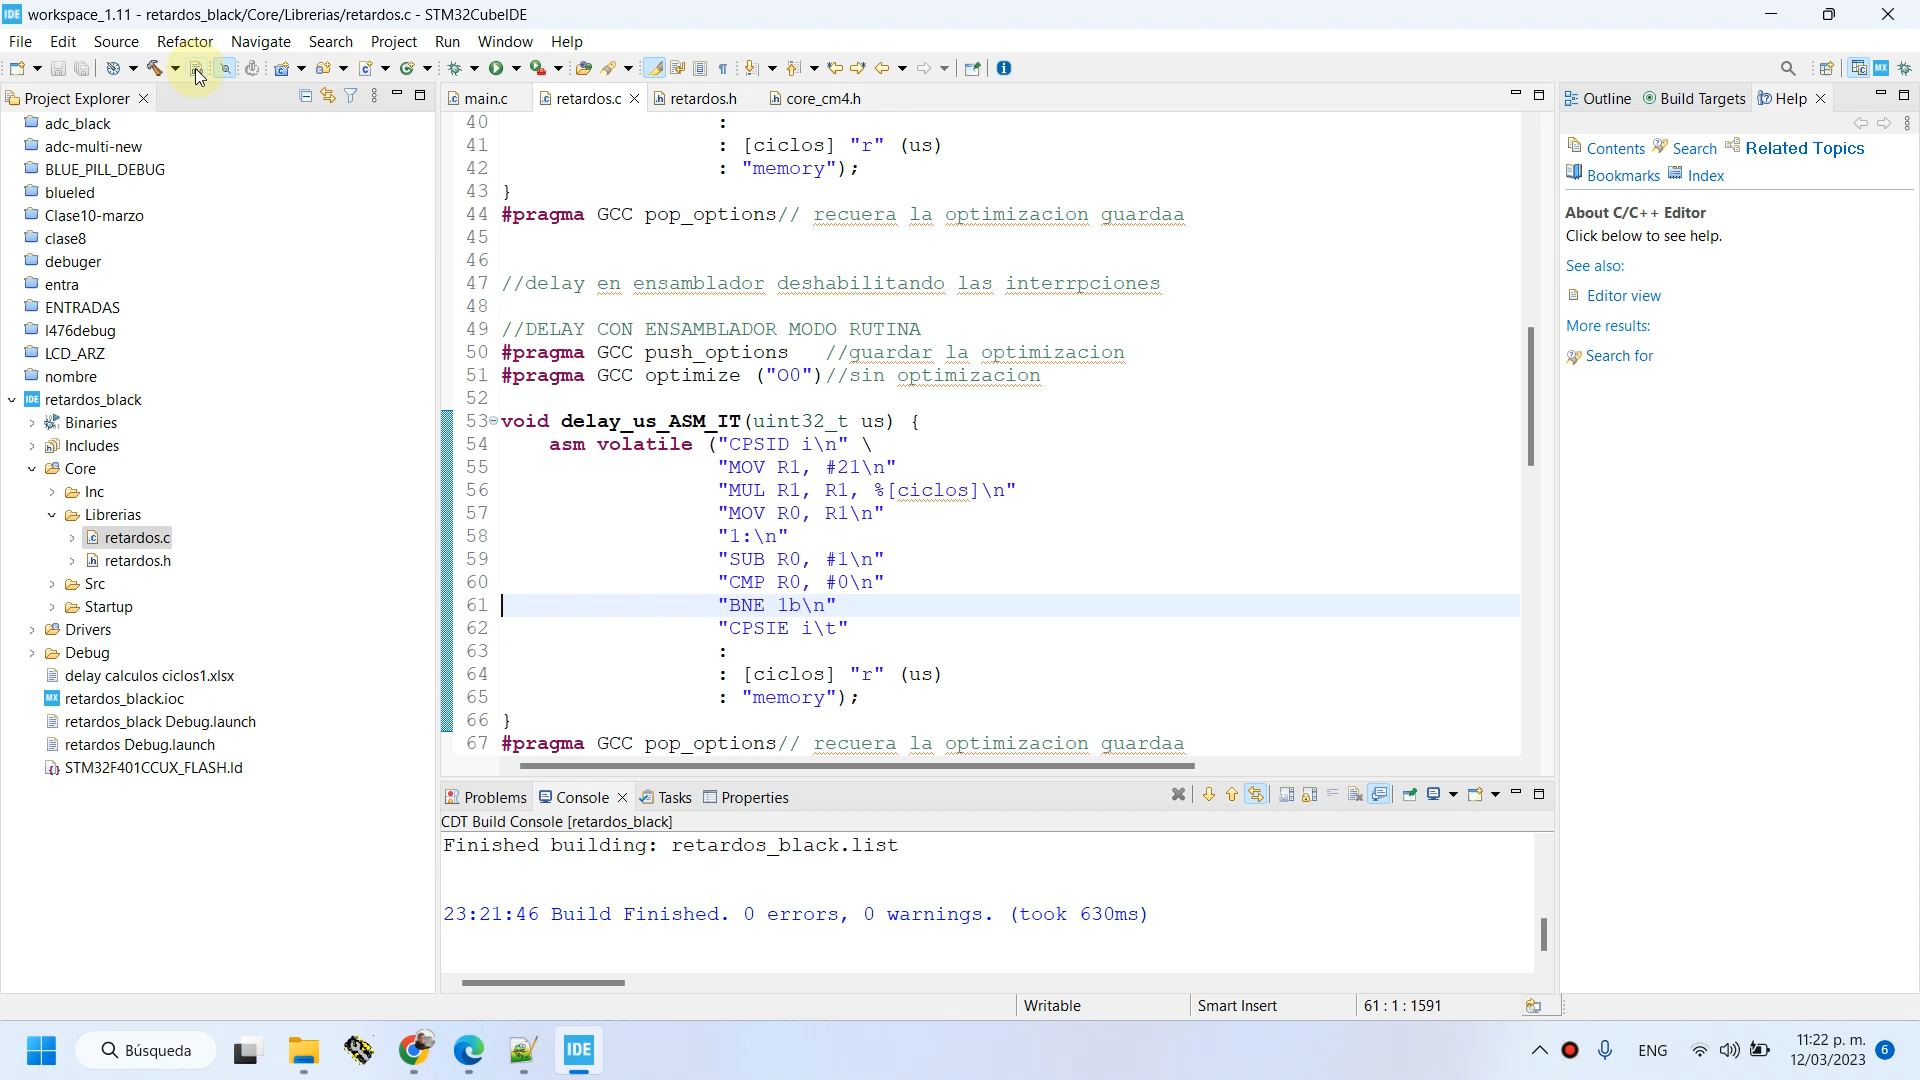 workspace_1.11 - retardos_black/Core/Librerias/retardos.c - STM32CubeIDE
File Edit Source Refactor Navigate Search Project Run Window Help
Project Explorer
adc_black
adc-multi-new
BLUE_PILL_DEBUG
blueled
Clase10-marzo
clase8
debuger
entra
ENTRADAS
l476debug
LCD_ARZ
nombre
IDE retardos_black
Binaries
Includes
Core
Inc
Librerias
retardos.c
retardos.h
Src
Startup
Drivers
Debug
delay calculos ciclos1.xlsx
MX retardos_black.ioc
retardos_black Debug.launch
retardos Debug.launch
STM32F401CCUX_FLASH.ld
main.c retardos.c retardos.h core_cm4.h
40 :
41 : [ciclos] "r" (us)
42 : "memory");
43 }
44 #pragma GCC pop_options// recuera la optimizacion guardaa
45
46
47 //delay en ensamblador deshabilitando las interrpciones
48
49 //DELAY CON ENSAMBLADOR MODO RUTINA
50 #pragma GCC push_options //guardar la optimizacion
51 #pragma GCC optimize ("O0")//sin optimizacion
52
53 void delay_us_ASM_IT(uint32_t us) {
54 asm volatile ("CPSID i\n" \
55 "MOV R1, #21\n"
56 "MUL R1, R1, %[ciclos]\n"
57 "MOV R0, R1\n"
58 "1:\n"
59 "SUB R0, #1\n"
60 "CMP R0, #0\n"
61 "BNE 1b\n"
62 "CPSIE i\t"
63 :
64 : [ciclos] "r" (us)
65 : "memory");
66 }
67 #pragma GCC pop_options// recuera la optimizacion guardaa
Problems Console Tasks Properties
CDT Build Console [retardos_black]
Finished building: retardos_black.list
23:21:46 Build Finished. 0 errors, 0 warnings. (took 630ms)
Outline Build Targets Help
Contents Search Related Topics
Bookmarks Index
About C/C++ Editor
Click below to see help.
See also:
Editor view
More results:
Search for
Writable Smart Insert 61 : 1 : 1591
Búsqueda
IDE
ENG
11:22 p. m.
12/03/2023
6